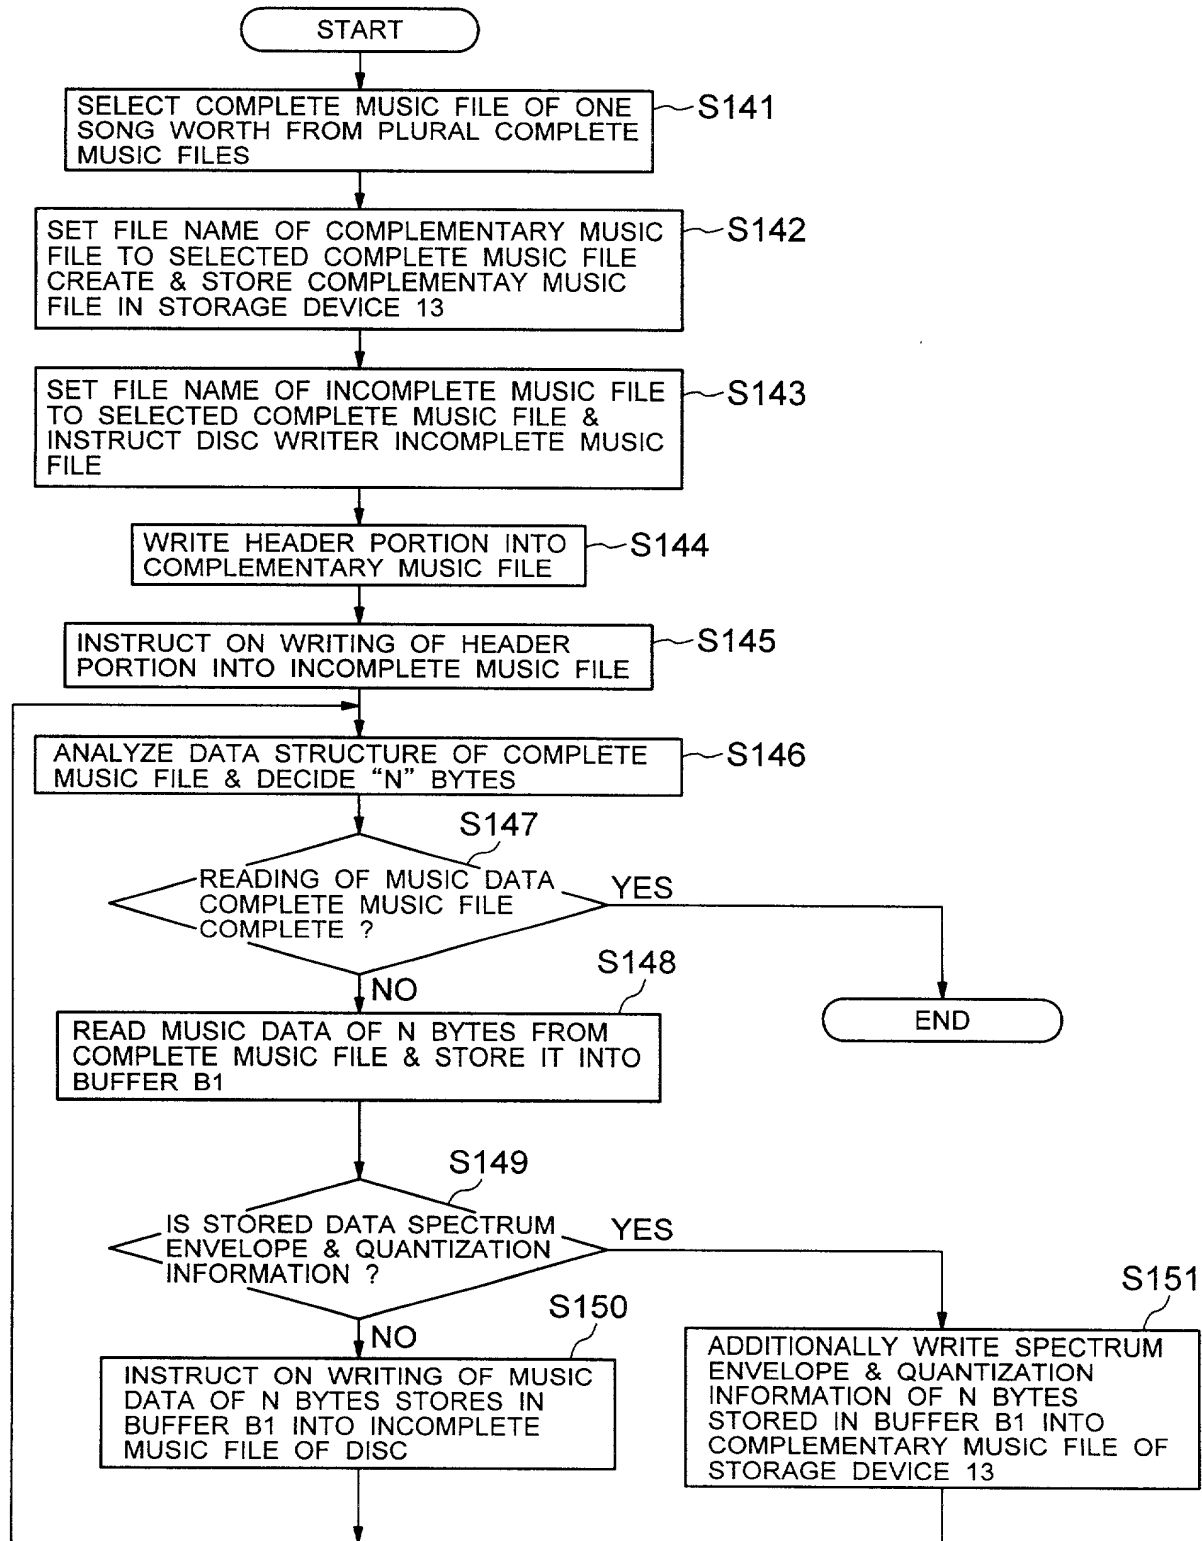 START
SELECT COMPLETE MUSIC FILE OF ONE
SONG WORTH FROM PLURAL COMPLETE
MUSIC FILES
S141
SET FILE NAME OF COMPLEMENTARY MUSIC
FILE TO SELECTED COMPLETE MUSIC FILE
CREATE & STORE COMPLEMENTAY MUSIC
FILE IN STORAGE DEVICE 13
S142
SET FILE NAME OF INCOMPLETE MUSIC FILE
TO SELECTED COMPLETE MUSIC FILE &
INSTRUCT DISC WRITER INCOMPLETE MUSIC
FILE
S143
WRITE HEADER PORTION INTO
COMPLEMENTARY MUSIC FILE
S144
INSTRUCT ON WRITING OF HEADER
PORTION INTO INCOMPLETE MUSIC FILE
S145
ANALYZE DATA STRUCTURE OF COMPLETE
MUSIC FILE & DECIDE “N” BYTES
S146
S147
READING OF MUSIC DATA
COMPLETE MUSIC FILE
COMPLETE ?
YES
NO
END
S148
READ MUSIC DATA OF N BYTES FROM
COMPLETE MUSIC FILE & STORE IT INTO
BUFFER B1
S149
IS STORED DATA SPECTRUM
ENVELOPE & QUANTIZATION
INFORMATION ?
YES
NO
S150
INSTRUCT ON WRITING OF MUSIC
DATA OF N BYTES STORES IN
BUFFER B1 INTO INCOMPLETE
MUSIC FILE OF DISC
S151
ADDITIONALLY WRITE SPECTRUM
ENVELOPE & QUANTIZATION
INFORMATION OF N BYTES
STORED IN BUFFER B1 INTO
COMPLEMENTARY MUSIC FILE OF
STORAGE DEVICE 13